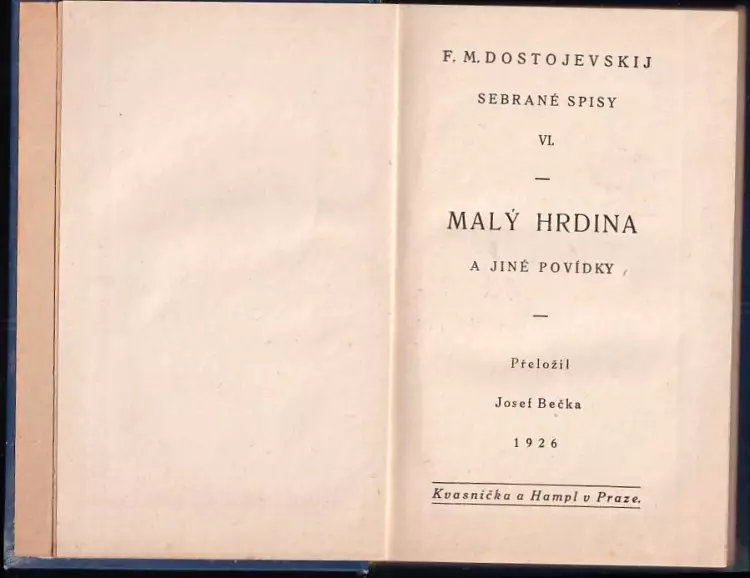 F. M. DOSTOJEVSKIJ
SEBRANÉ SPISY
VI.
MALÝ HRDINA
A JINÉ POVÍDKY
Přeložil
Josef Bečka
1926
Kvasnička a Hampl v Praze.